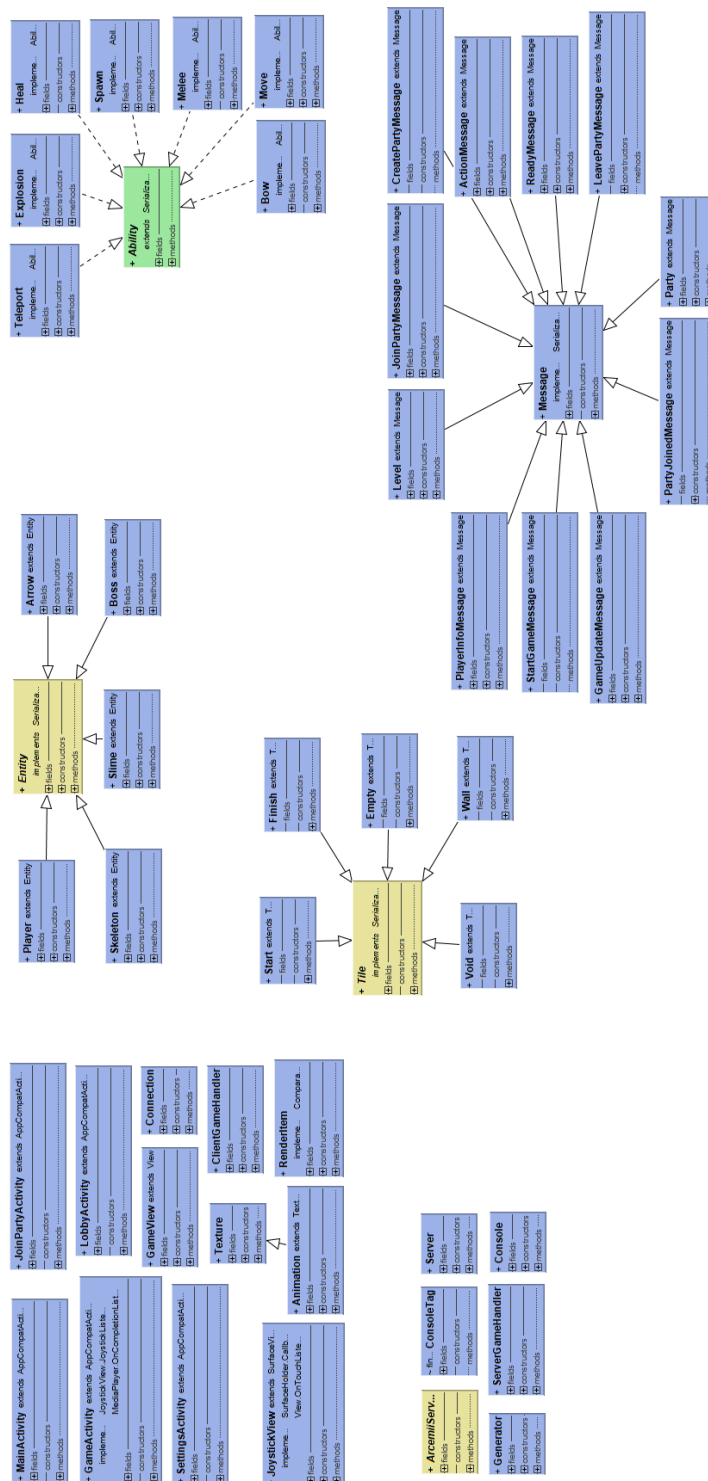 + MainActivity extends AppCompatActi...
fields
constructors
methods
+ JoinPartyActivity extends AppCompatActi...
fields
constructors
methods
+ GameActivity extends AppCompatActi...
impleme... JoystickView.JoystickListe...
MediaPlayer.OnCompletionList...
fields
constructors
methods
+ LobbyActivity extends AppCompatActi...
fields
constructors
methods
+ SettingsActivity extends AppCompatActi...
fields
constructors
methods
+ GameView extends View
fields
constructors
methods
+ Connection
fields
constructors
methods
+ Texture
fields
constructors
methods
+ ClientGameHandler
fields
constructors
methods
+ JoystickView extends SurfaceVi...
impleme... SurfaceHolder.Callb...
View.OnTouchListe...
fields
constructors
methods
+ Animation extends Text...
fields
constructors
methods
+ RenderItem
impleme... Compara...
fields
constructors
methods
+ ArcemiServ...
fields
constructors
methods
~ fin... ConsoleTag
fields
constructors
methods
+ Server
fields
constructors
methods
+ Generator
fields
constructors
methods
+ ServerGameHandler
fields
constructors
methods
+ Console
fields
constructors
methods
+ Player extends Entity
fields
constructors
methods
+ Entity
implements Serializa...
fields
constructors
methods
+ Arrow extends Entity
fields
constructors
methods
+ Skeleton extends Entity
fields
constructors
methods
+ Slime extends Entity
fields
constructors
methods
+ Boss extends Entity
fields
constructors
methods
+ Start extends T...
fields
constructors
methods
+ Finish extends T...
fields
constructors
methods
+ Tile
implements Serializa...
fields
constructors
methods
+ Empty extends T...
fields
constructors
methods
+ Void extends T...
fields
constructors
methods
+ Wall extends T...
fields
constructors
methods
+ Teleport
impleme... Abil...
fields
constructors
methods
+ Explosion
impleme... Abil...
fields
constructors
methods
+ Heal
impleme... Abil...
fields
constructors
methods
+ Spawn
impleme... Abil...
fields
constructors
methods
+ Ability
extends Serializa...
fields
methods
+ Melee
impleme... Abil...
fields
constructors
methods
+ Bow
impleme... Abil...
fields
constructors
methods
+ Move
impleme... Abil...
fields
constructors
methods
+ Level extends Message
fields
constructors
methods
+ JoinPartyMessage extends Message
fields
constructors
methods
+ CreatePartyMessage extends Message
fields
constructors
methods
+ PlayerInfoMessage extends Message
fields
constructors
methods
+ ActionMessage extends Message
fields
constructors
methods
+ StartGameMessage extends Message
fields
constructors
methods
+ Message
impleme... Serializa...
fields
constructors
methods
+ ReadyMessage extends Message
fields
constructors
methods
+ GameUpdateMessage extends Message
fields
constructors
methods
+ LeavePartyMessage extends Message
fields
constructors
methods
+ PartyJoinedMessage extends Message
fields
constructors
methods
+ Party extends Message
fields
constructors
methods